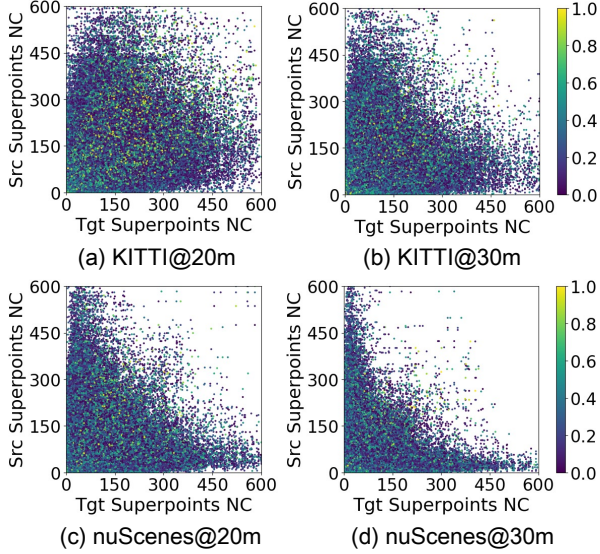 600
450
300
150
0
Src Superpoints NC
0 150 300 450 600
Tgt Superpoints NC
(a) KITTI@20m
600
450
300
150
0
Src Superpoints NC
0 150 300 450 600
Tgt Superpoints NC
(b) KITTI@30m
1.0
0.8
0.6
0.4
0.2
0.0
600
450
300
150
0
Src Superpoints NC
0 150 300 450 600
Tgt Superpoints NC
(c) nuScenes@20m
600
450
300
150
0
Src Superpoints NC
0 150 300 450 600
Tgt Superpoints NC
(d) nuScenes@30m
1.0
0.8
0.6
0.4
0.2
0.0